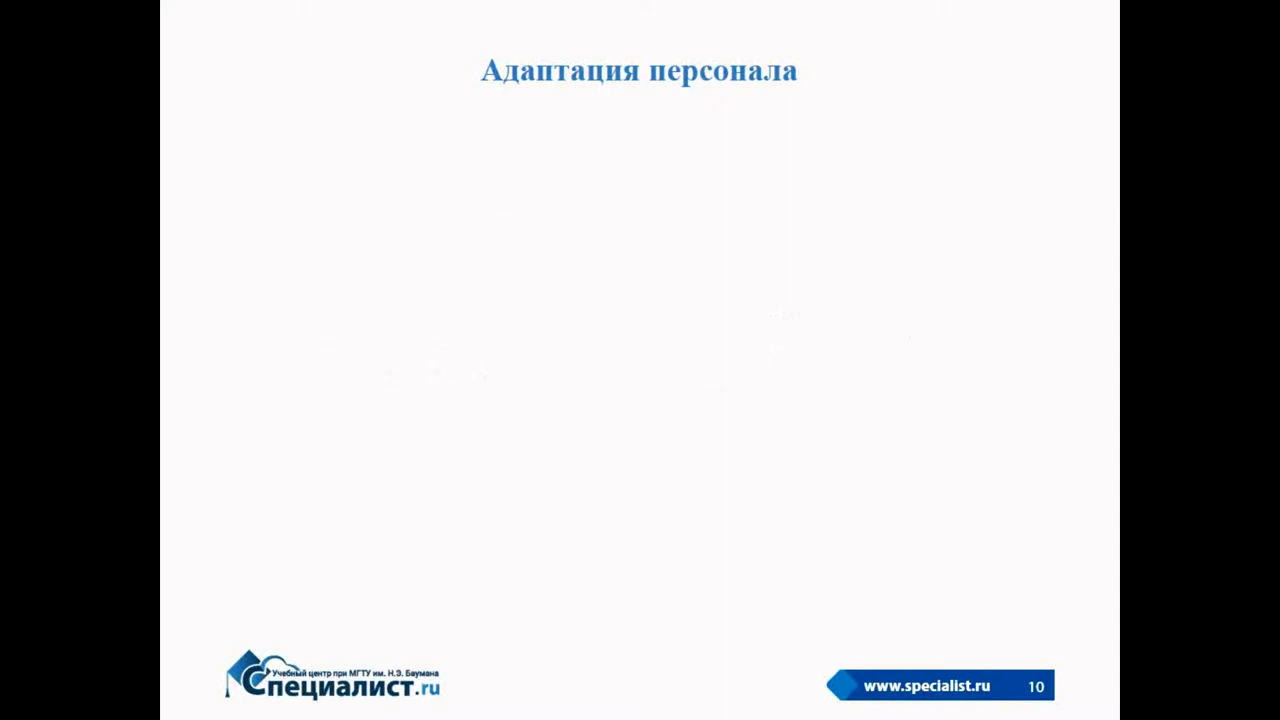 Адаптация персонала
Учебный центр при МГТУ им. Н.Э. Баумана
Специалист.ru
www.specialist.ru 10